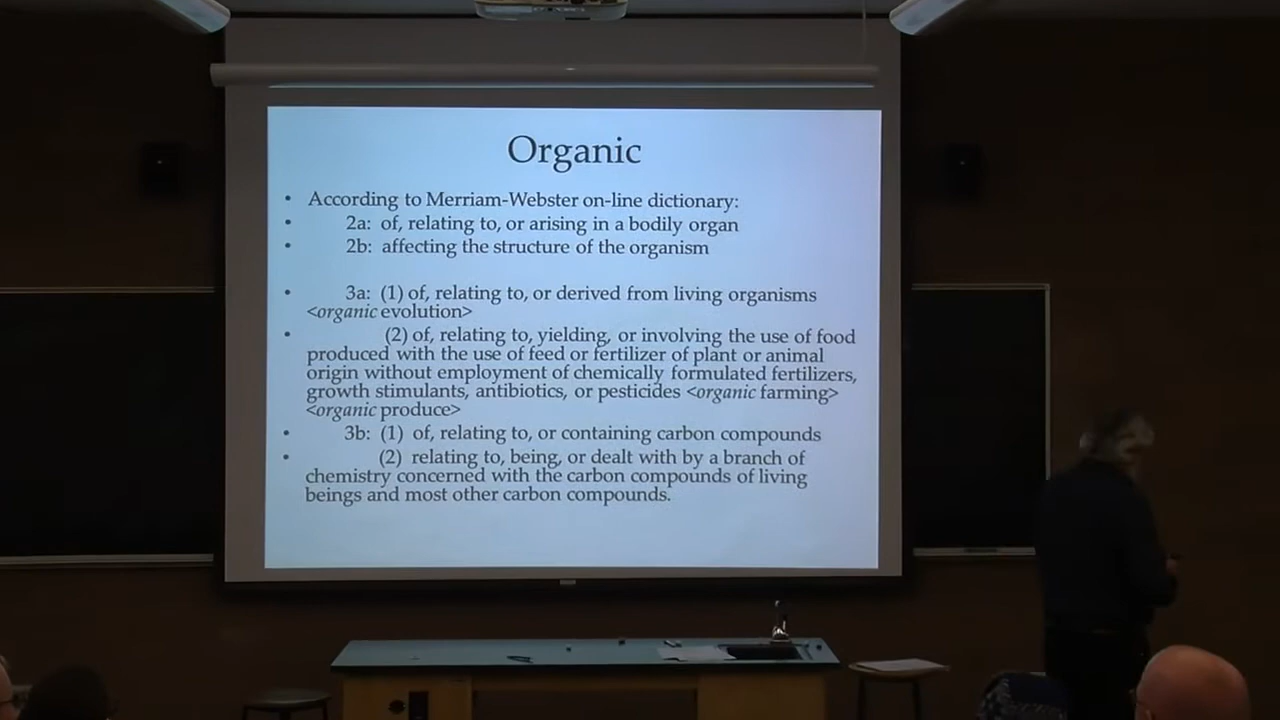 Organic
• According to Merriam-Webster on-line dictionary:
• 2a: of, relating to, or arising in a bodily organ
• 2b: affecting the structure of the organism
• 3a: (1) of, relating to, or derived from living organisms
<organic evolution>
• (2) of, relating to, yielding, or involving the use of food
produced with the use of feed or fertilizer of plant or animal
origin without employment of chemically formulated fertilizers,
growth stimulants, antibiotics, or pesticides <organic farming>
<organic produce>
• 3b: (1) of, relating to, or containing carbon compounds
• (2) relating to, being, or dealt with by a branch of
chemistry concerned with the carbon compounds of living
beings and most other carbon compounds.